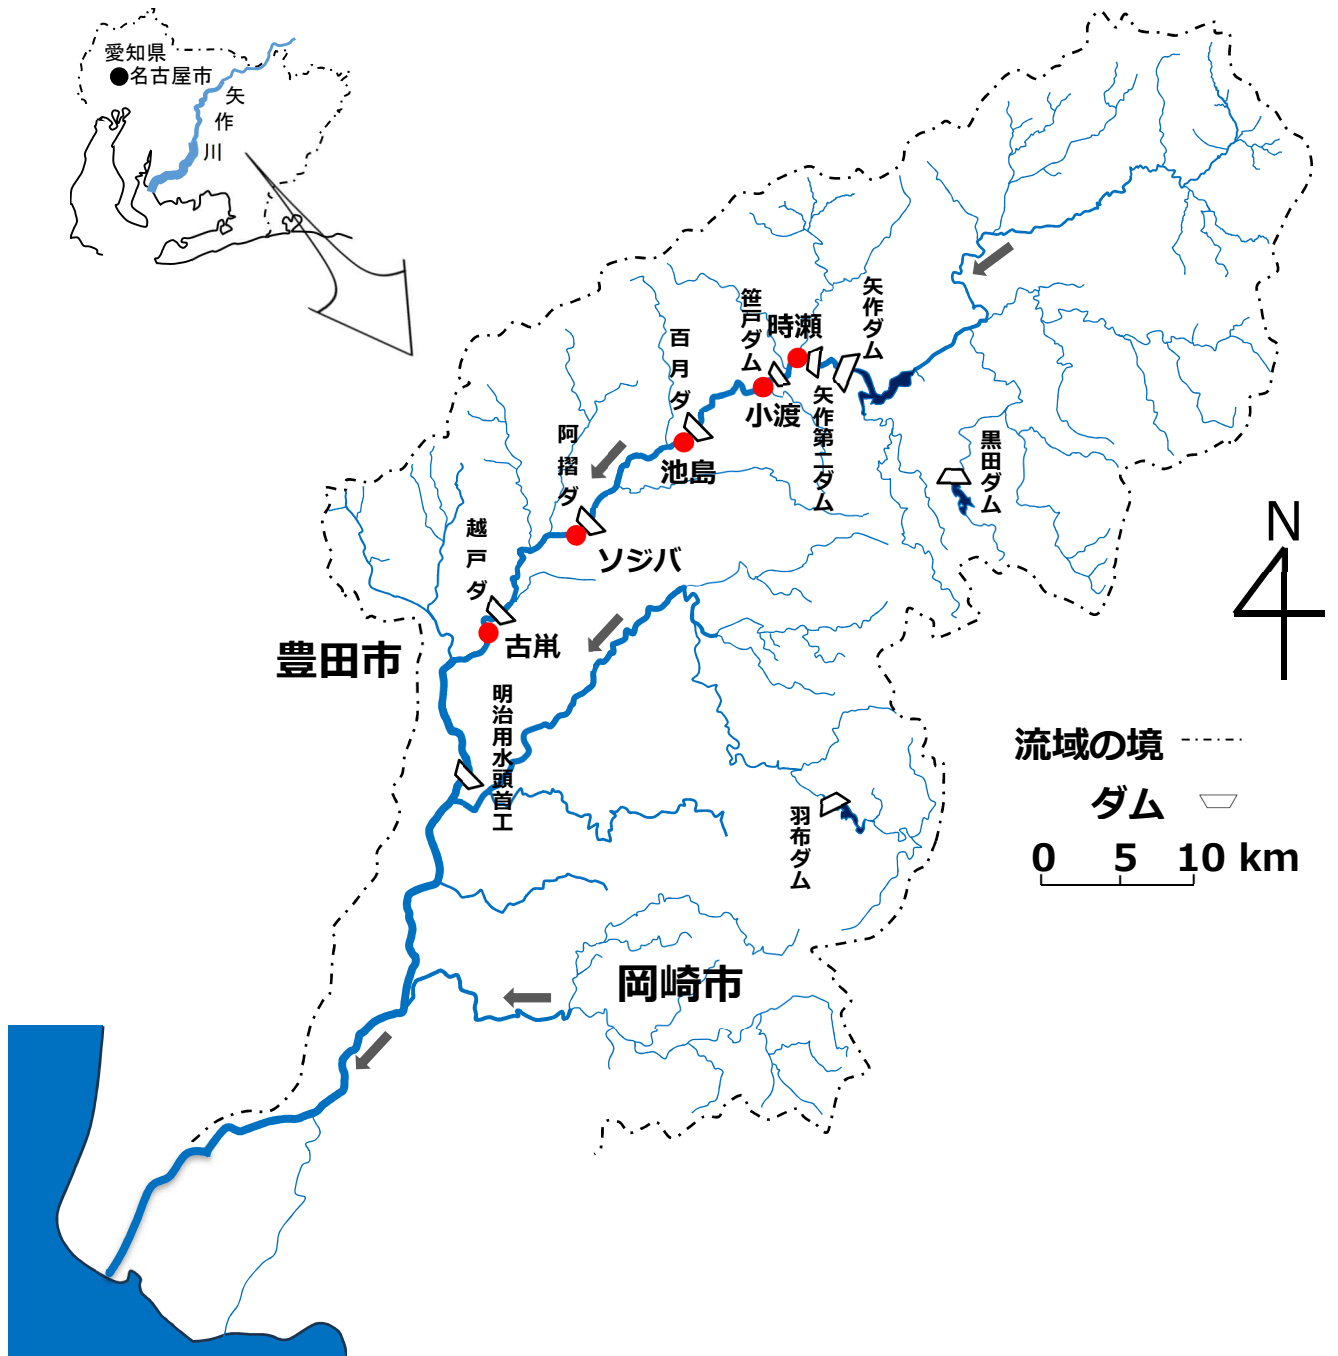 愛知県
名古屋市
矢作川
矢作ダム
笹戸ダム
時瀬
百月ダ
小渡
矢作第二ダム
阿摺ダ
池島
黒田ダム
越戸ダ
ソジバ
N
古鼡
豊田市
明治用水頭首工
流域の境
ダム
羽布ダム
0 5 10 km
岡崎市